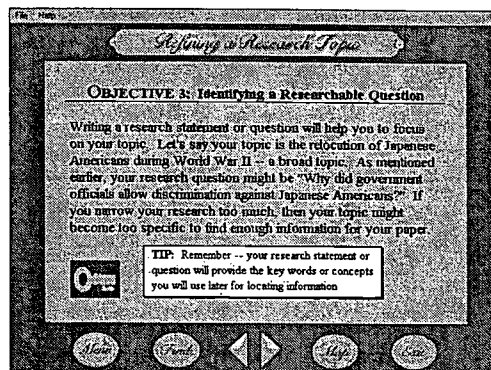 File Help
Refining a Research Topic
OBJECTIVE 3: Identifying a Researchable Question
Writing a research statement or question will help you to focus
on your topic. Let's say your topic is the relocation of Japanese
Americans during World War II -- a broad topic. As mentioned
earlier, your research question might be "Why did government
officials allow discrimination against Japanese Americans?" If
you narrow your research too much, then your topic might
become too specific to find enough information for your paper.
TIP: Remember -- your research statement or
question will provide the key words or concepts
you will use later for locating information
Menu
Map
Exit